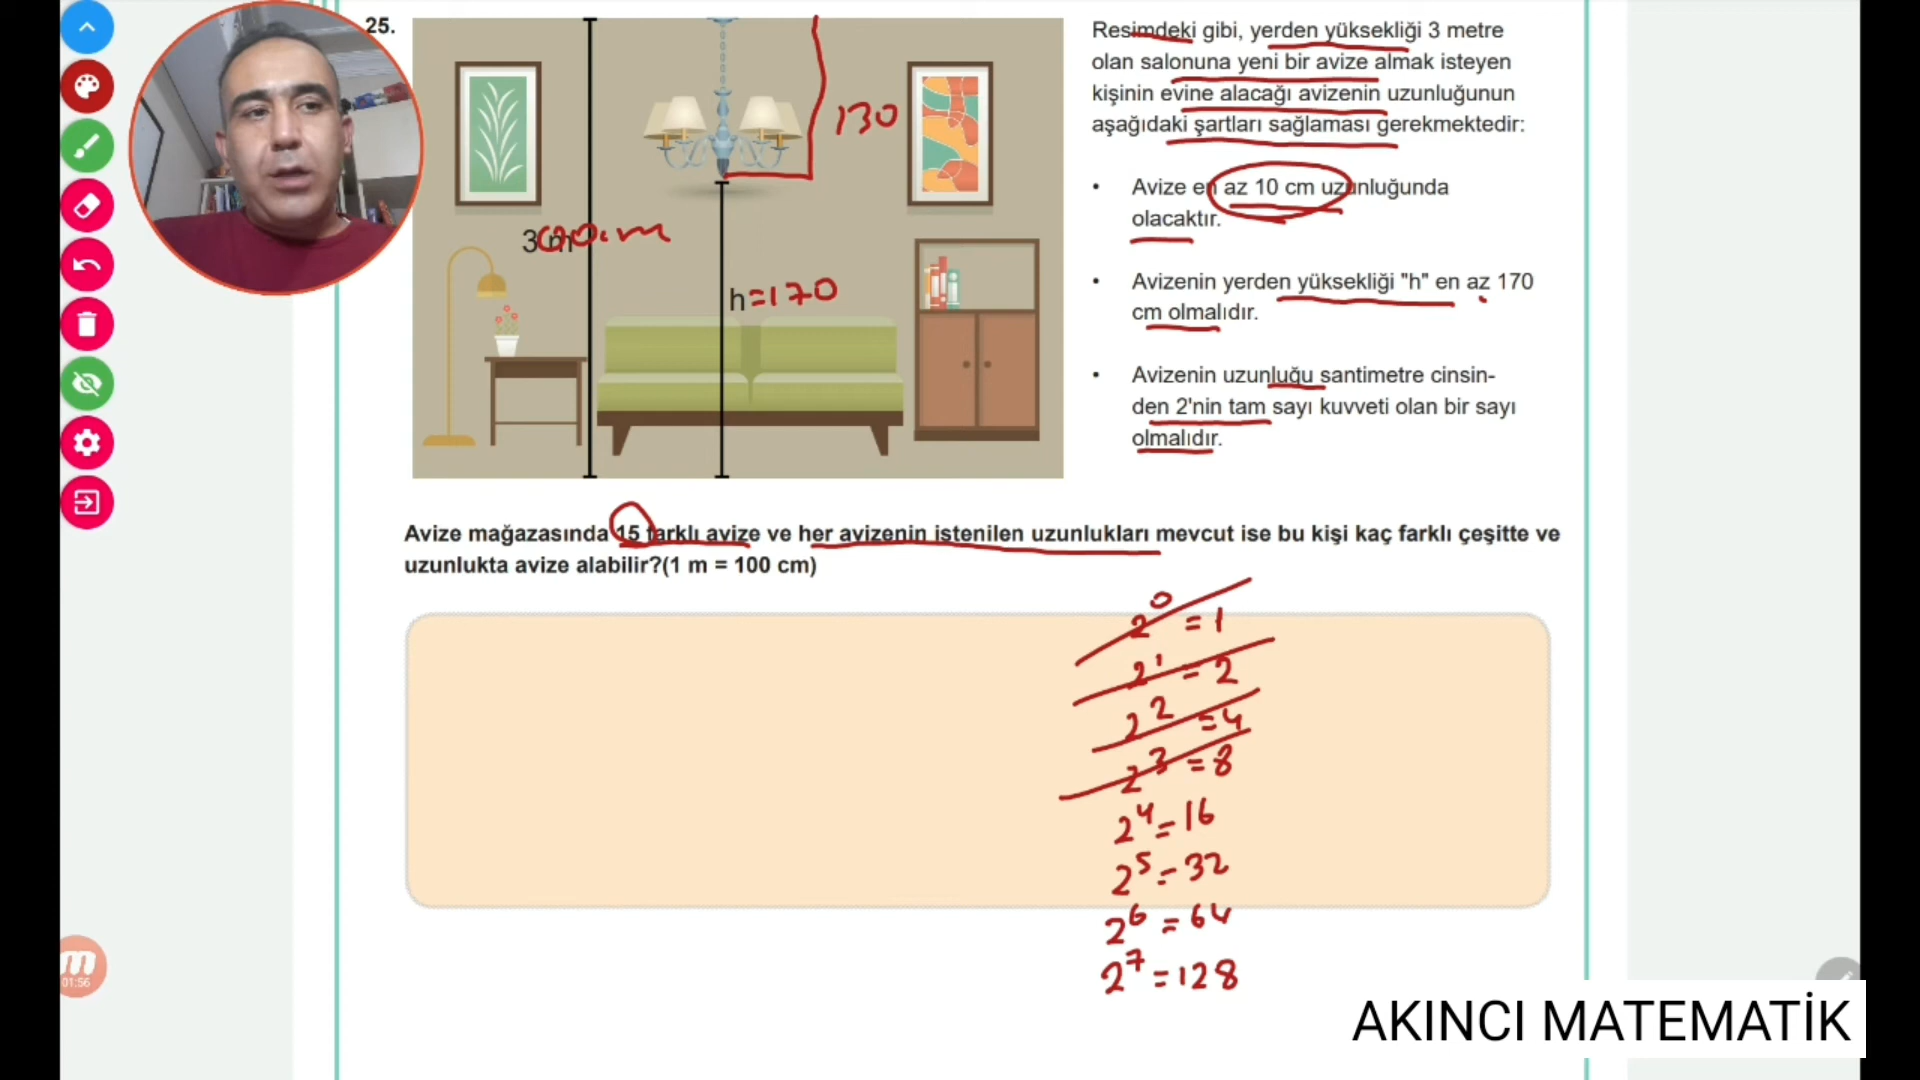 25.
130
3 m
00cm
h =170
Resimdeki gibi, yerden yüksekliği 3 metre
olan salonuna yeni bir avize almak isteyen
kişinin evine alacağı avizenin uzunluğunun
aşağıdaki şartları sağlaması gerekmektedir:
• Avize en az 10 cm uzunluğunda
olacaktır.
• Avizenin yerden yüksekliği "h" en az 170
cm olmalıdır.
• Avizenin uzunluğu santimetre cinsin-
den 2'nin tam sayı kuvveti olan bir sayı
olmalıdır.
Avize mağazasında 15 farklı avize ve her avizenin istenilen uzunlukları mevcut ise bu kişi kaç farklı çeşitte ve
uzunlukta avize alabilir?(1 m = 100 cm)
2⁰ = 1
2¹ = 2
2² = 4
2³ = 8
2⁴ = 16
2⁵ = 32
2⁶ = 64
2⁷ = 128
m
01:56
AKINCI MATEMATİK